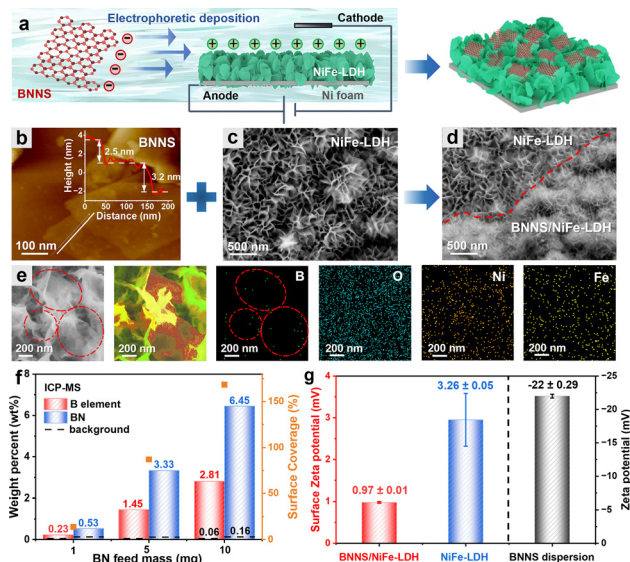 a
Electrophoretic deposition
Cathode
BNNS
NiFe-LDH
Anode
Ni foam
b
BNNS
Height (nm)
4
2
0
−2
2.5 nm
3.2 nm
0 50 100 150 200
Distance (nm)
100 nm
c
NiFe-LDH
500 nm
d
NiFe-LDH
BNNS/NiFe-LDH
500 nm
e
200 nm
200 nm
B
200 nm
O
200 nm
Ni
200 nm
Fe
200 nm
f
ICP-MS
B element
BN
background
Weight percent (wt%)
10
8
6
4
2
0
0.23
0.53
1.45
3.33
2.81
6.45
0.06
0.16
1 5 10
BN feed mass (mg)
150
100
50
0
Surface Coverage (%)
g
Surface Zeta potential (mV)
4
3
2
1
0
0.97 ± 0.01
3.26 ± 0.05
-22 ± 0.29
BNNS/NiFe-LDH
NiFe-LDH
BNNS dispersion
-25
-20
-15
-10
-5
0
Zeta potential (mV)